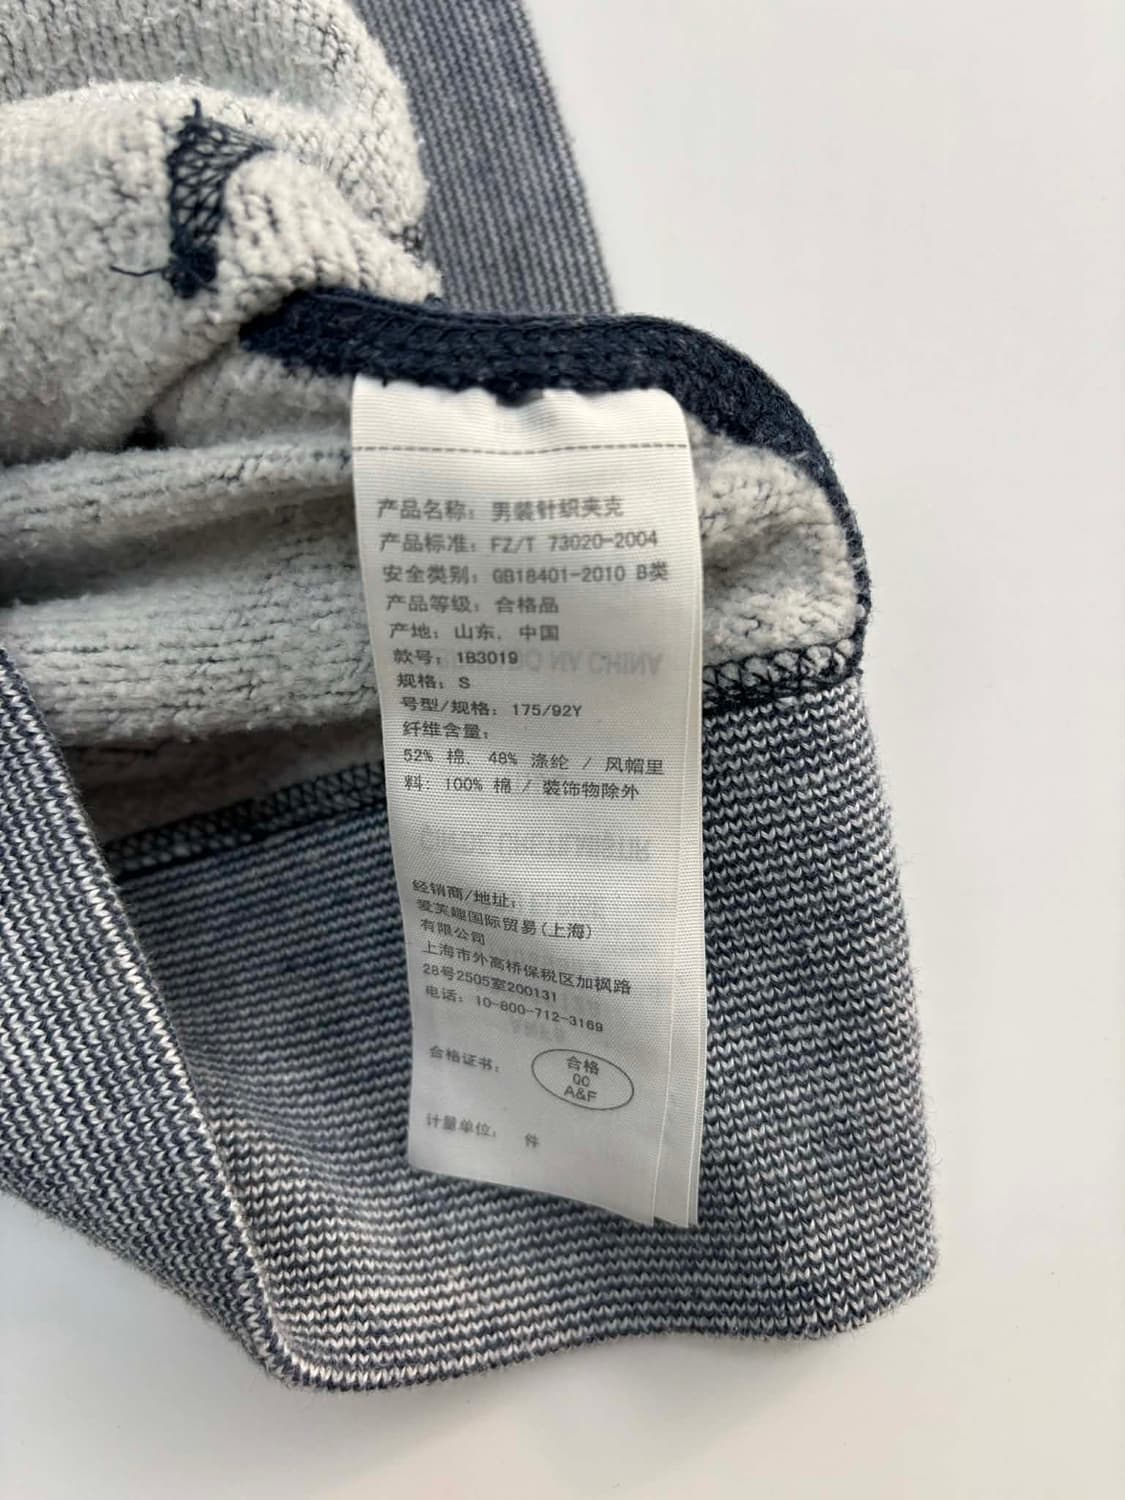 产品名称：男装针织夹克
产品标准：FZ/T 73020-2004
安全类别：GB18401-2010 B类
产品等级：合格品
产地：山东，中国
款号：1B3019
规格：S
号型/规格：175/92Y
纤维含量：
52% 棉，48% 涤纶 / 风帽里
料：100% 棉 / 装饰物除外
经销商/地址：
爱芙趣国际贸易(上海)
有限公司
上海市外高桥保税区加枫路
28号2505室200131
电话：10-800-712-3169
合格证书：
合格
00
A&F
计量单位： 件